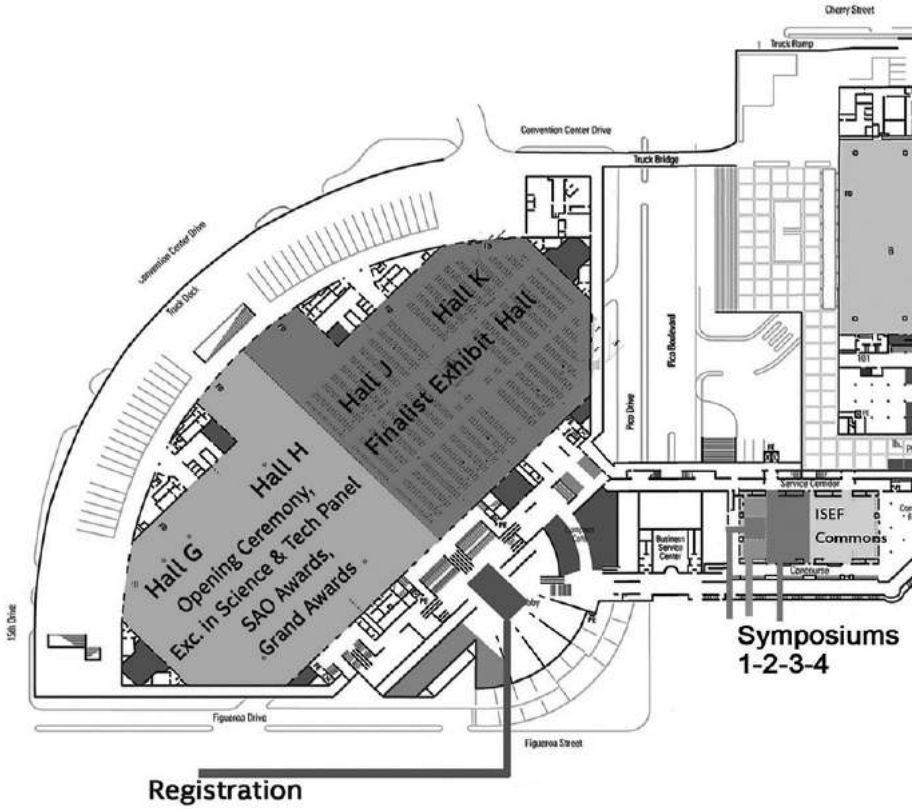 Cherry Street
Truck Ramp
Convention Center Drive
Truck Bridge
Convention Center Drive
Truck Dock
B
101
Hall K
Hall J
Finalist Exhibit Hall
Pico Boulevard
Pico Drive
Hall H
Hall G
Opening Ceremony,
Exc. in Science & Tech Panel
SAO Awards,
Grand Awards
Service Corridor
ISEF
Commons
Business
Service
Center
Concourse
15th Drive
Symposiums
1-2-3-4
Figueroa Drive
Figueroa Street
Registration